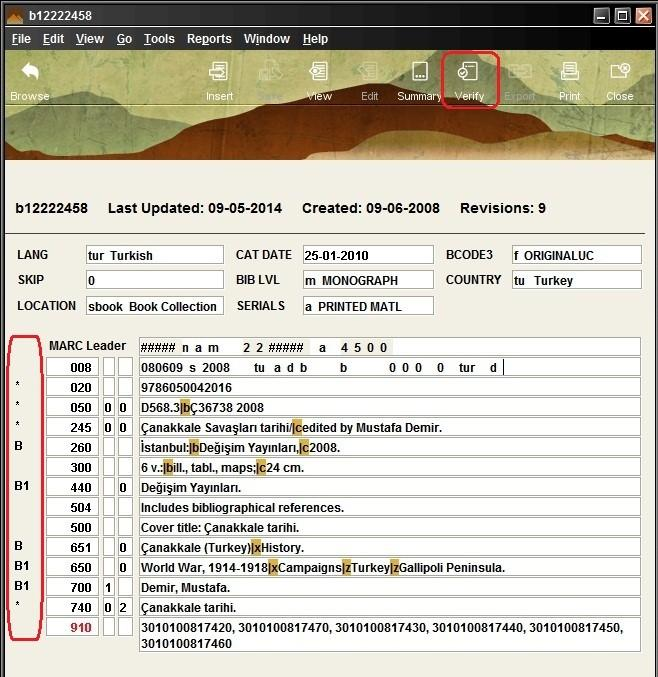 b12222458
File Edit View Go Tools Reports Window Help
Browse Insert Save View Edit Summary Verify Export Print Close
b12222458 Last Updated: 09-05-2014 Created: 09-06-2008 Revisions: 9
LANG tur Turkish CAT DATE 25-01-2010 BCODE3 f ORIGINALUC
SKIP 0 BIB LVL m MONOGRAPH COUNTRY tu Turkey
LOCATION sbook Book Collection SERIALS a PRINTED MATL
MARC Leader ##### n a m 2 2 ##### a 4 5 0 0
008 080609 s 2008 tu a d b b 0 0 0 0 tur d
* 020 9786050042016
* 050 0 0 D568.3|bÇ36738 2008
* 245 0 0 Çanakkale Savaşları tarihi/|cedited by Mustafa Demir.
B 260 İstanbul:|bDeğişim Yayınları,|c2008.
300 6 v.:|bill., tabl., maps;|c24 cm.
B1 440 0 Değişim Yayınları.
504 Includes bibliographical references.
500 Cover title: Çanakkale tarihi.
B 651 0 Çanakkale (Turkey)|xHistory.
B1 650 0 World War, 1914-1918|xCampaigns|zTurkey|zGallipoli Peninsula.
B1 700 1 Demir, Mustafa.
* 740 0 2 Çanakkale tarihi.
910 3010100817420, 3010100817470, 3010100817430, 3010100817440, 3010100817450,
3010100817460